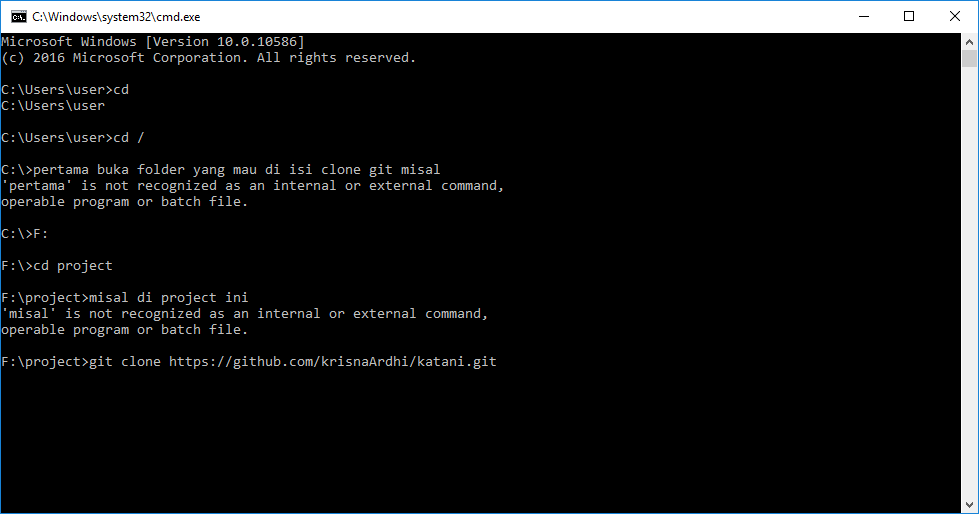 C:\Windows\system32\cmd.exe
Microsoft Windows [Version 10.0.10586]
(c) 2016 Microsoft Corporation. All rights reserved.
C:\Users\user>cd
C:\Users\user
C:\Users\user>cd /
C:\>pertama buka folder yang mau di isi clone git misal
'pertama' is not recognized as an internal or external command,
operable program or batch file.
C:\>F:
F:\>cd project
F:\project>misal di project ini
'misal' is not recognized as an internal or external command,
operable program or batch file.
F:\project>git clone https://github.com/krisnaArdhi/katani.git